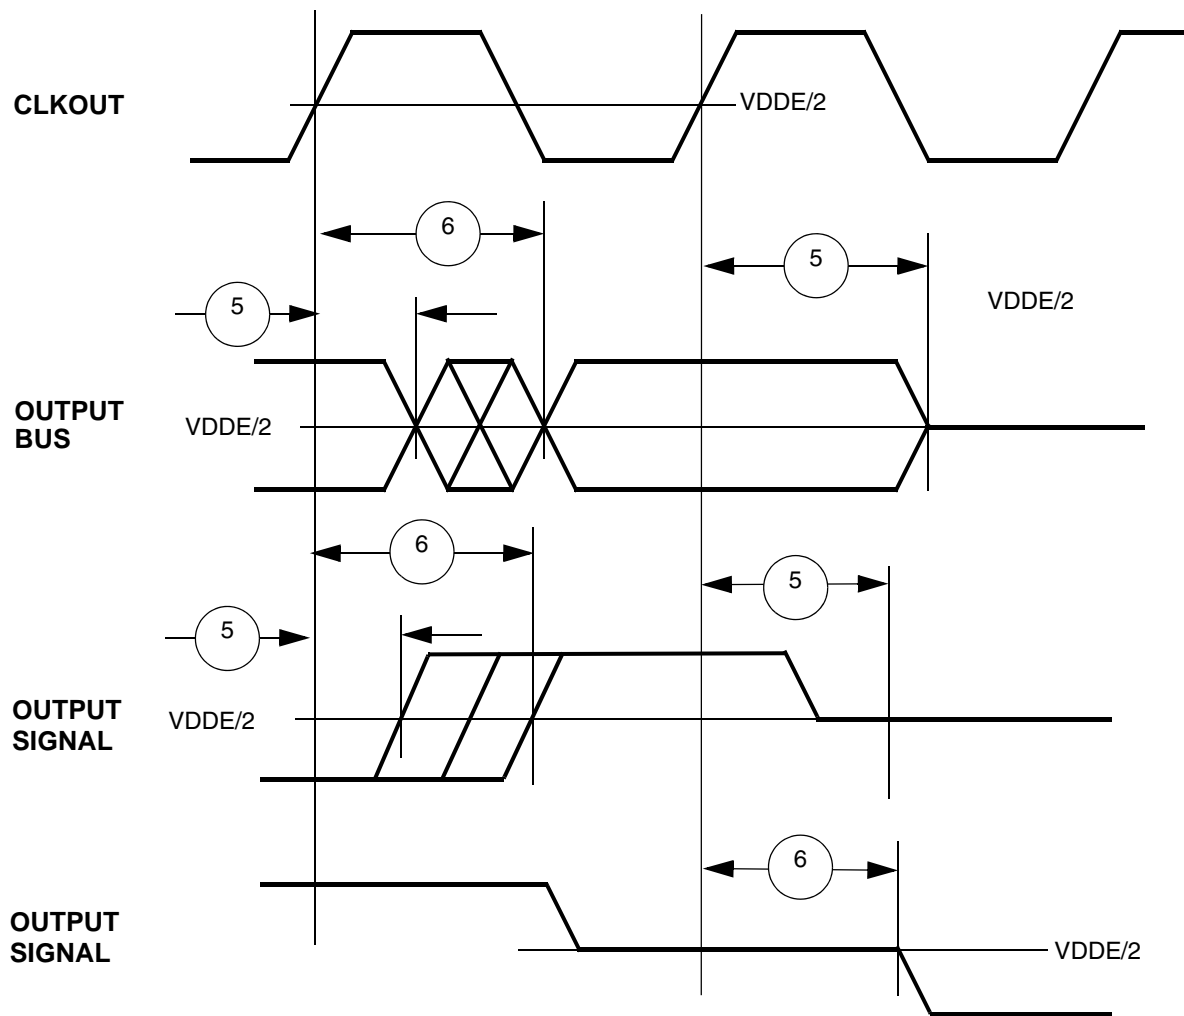 CLKOUT
VDDE/2
6
5
5
VDDE/2
OUTPUT
BUS
VDDE/2
6
5
5
OUTPUT
SIGNAL
VDDE/2
6
OUTPUT
SIGNAL
VDDE/2